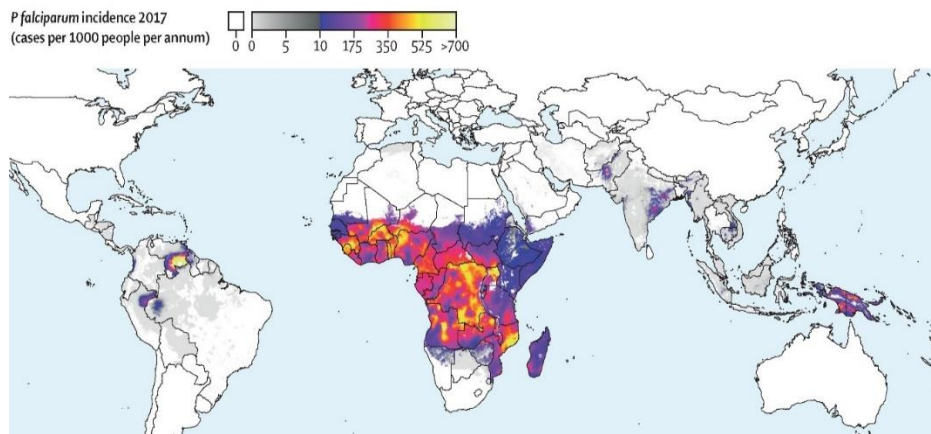 P falciparum incidence 2017
(cases per 1000 people per annum)
0 0 5 10 175 350 525 >700